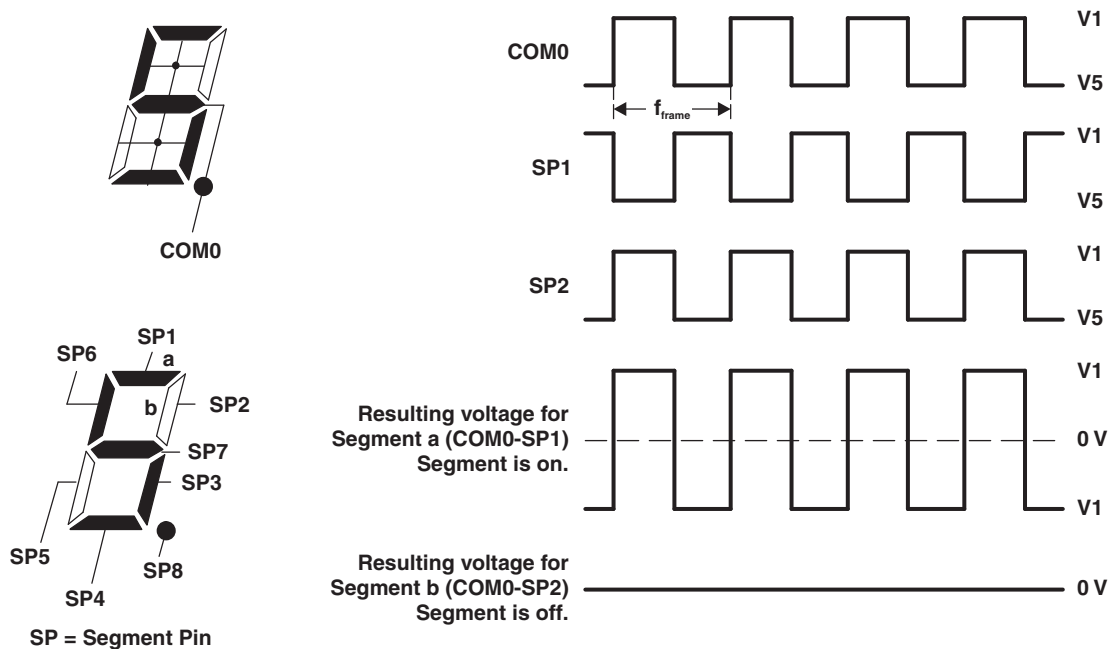 COM0
SP1
a
SP6
b
SP2
SP7
SP3
SP5
SP8
SP4
SP = Segment Pin
COM0
V1
V5
fframe
SP1
V1
V5
SP2
V1
V5
Resulting voltage for
Segment a (COM0-SP1)
Segment is on.
V1
0 V
V1
Resulting voltage for
Segment b (COM0-SP2)
Segment is off.
0 V